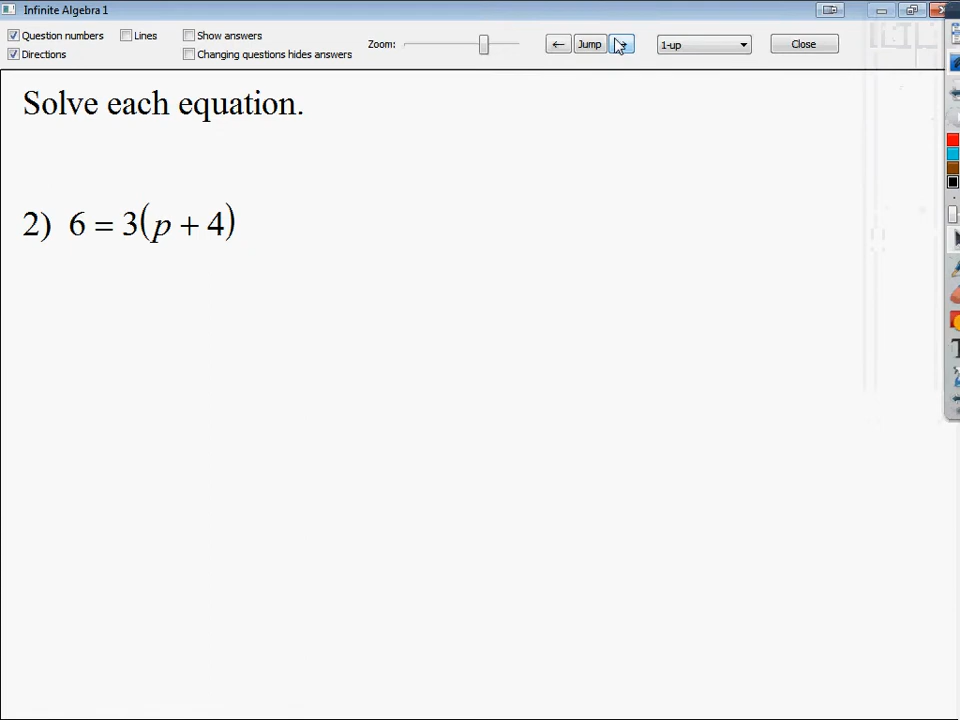 Infinite Algebra 1
Question numbers Lines Show answers Zoom: ← Jump 1-up Close
Directions Changing questions hides answers
Solve each equation.
2) 6 = 3(p + 4)